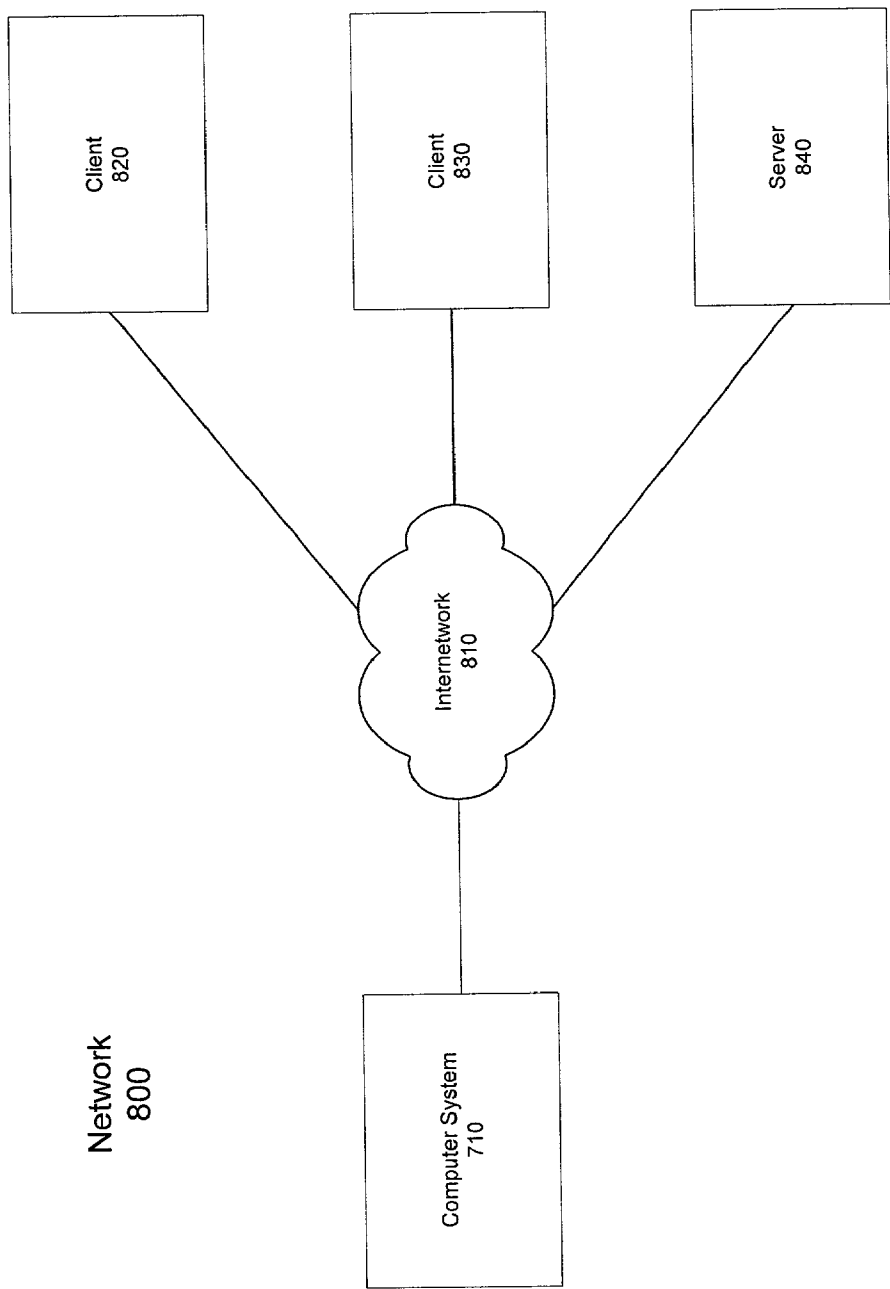 Network
800
Computer System
710
Internetwork
810
Client
820
Client
830
Server
840